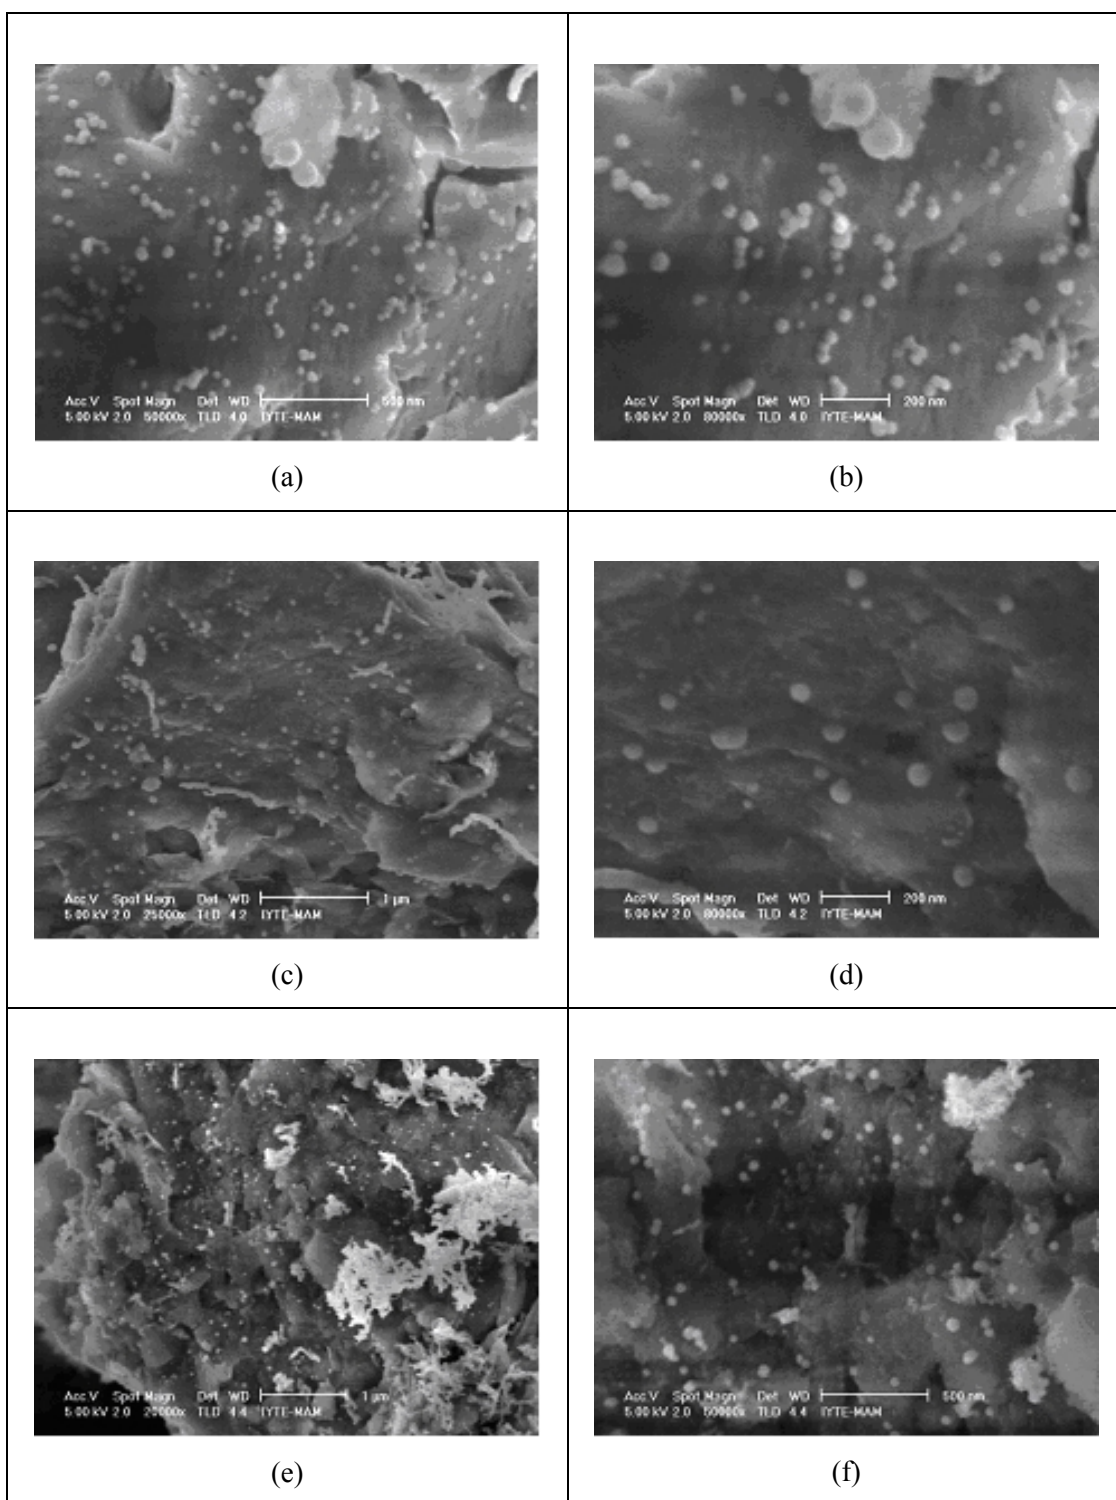 Acc V Spot Magn Det WD 500 nm
5.00 kV 2.0 50000x TLD 4.0 IYTE-MAM
(a)
Acc V Spot Magn Det WD 200 nm
5.00 kV 2.0 80000x TLD 4.0 IYTE-MAM
(b)
Acc V Spot Magn Det WD 1 µm
5.00 kV 2.0 25000x TLD 4.2 IYTE-MAM
(c)
Acc V Spot Magn Det WD 200 nm
5.00 kV 2.0 80000x TLD 4.2 IYTE-MAM
(d)
Acc V Spot Magn Det WD 1 µm
5.00 kV 2.0 20000x TLD 4.4 IYTE-MAM
(e)
Acc V Spot Magn Det WD 500 nm
5.00 kV 2.0 50000x TLD 4.4 IYTE-MAM
(f)